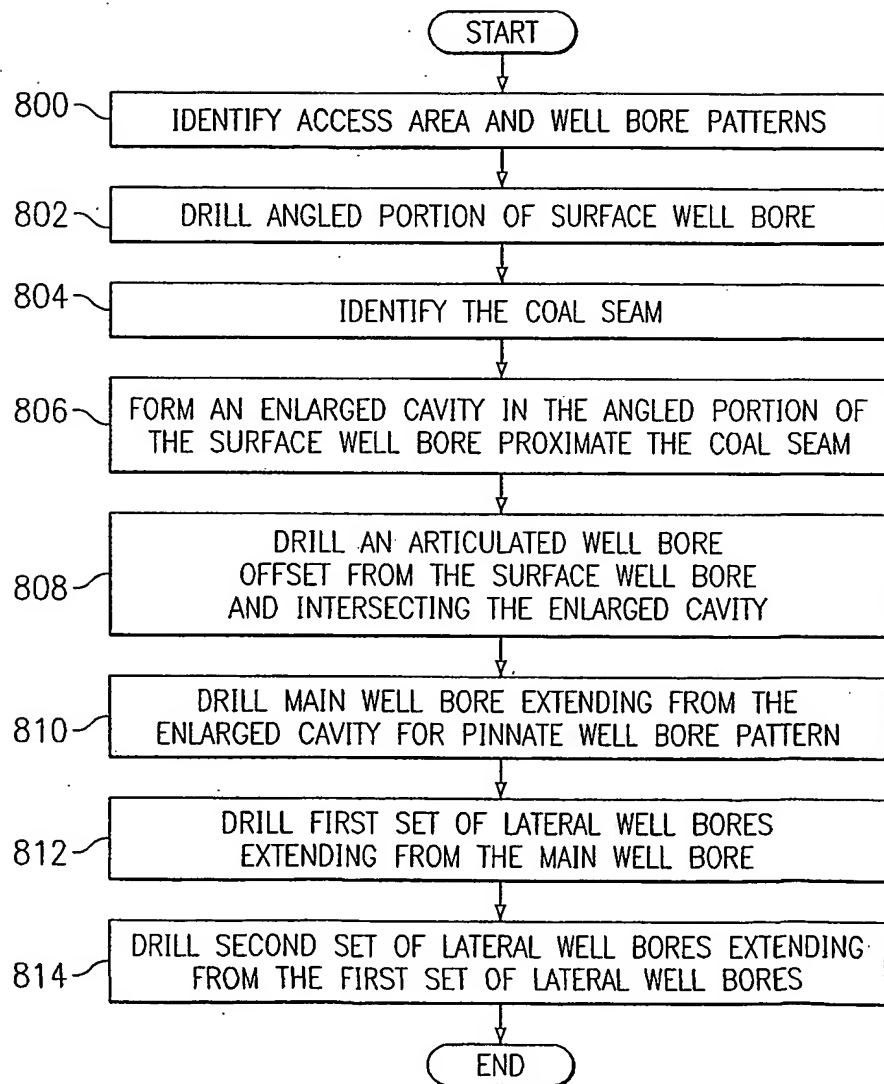 START
800
IDENTIFY ACCESS AREA AND WELL BORE PATTERNS
802
DRILL ANGLED PORTION OF SURFACE WELL BORE
804
IDENTIFY THE COAL SEAM
806
FORM AN ENLARGED CAVITY IN THE ANGLED PORTION OF
THE SURFACE WELL BORE PROXIMATE THE COAL SEAM
808
DRILL AN ARTICULATED WELL BORE
OFFSET FROM THE SURFACE WELL BORE
AND INTERSECTING THE ENLARGED CAVITY
810
DRILL MAIN WELL BORE EXTENDING FROM THE
ENLARGED CAVITY FOR PINNATE WELL BORE PATTERN
812
DRILL FIRST SET OF LATERAL WELL BORES
EXTENDING FROM THE MAIN WELL BORE
814
DRILL SECOND SET OF LATERAL WELL BORES EXTENDING
FROM THE FIRST SET OF LATERAL WELL BORES
END